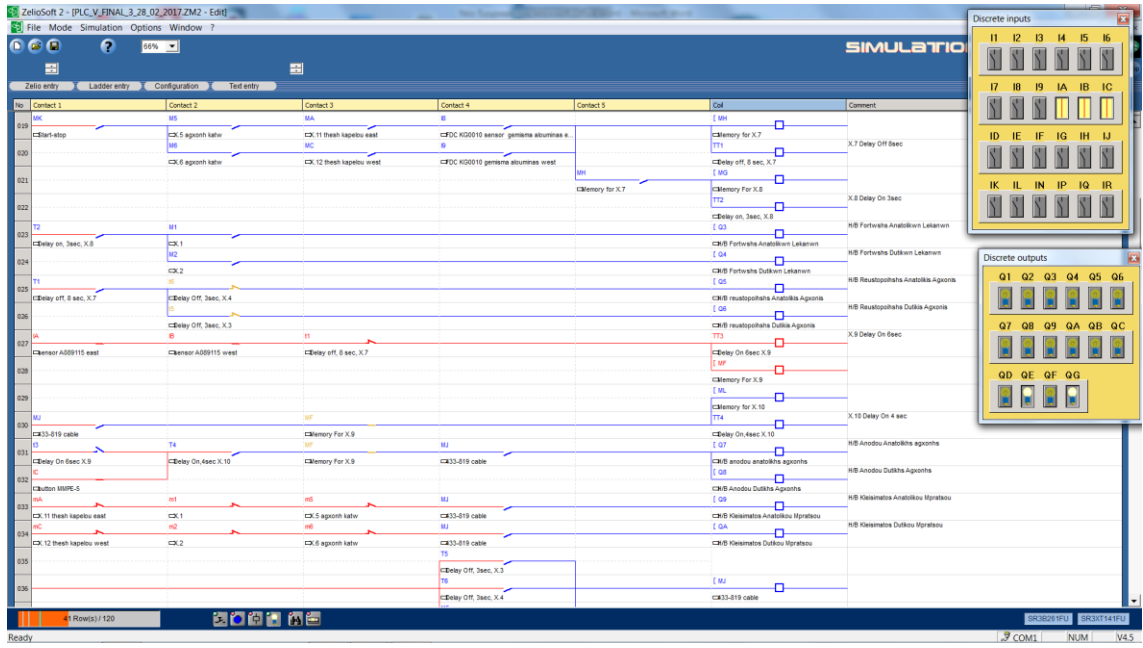 ZelioSoft 2 - [PLC_V_FINAL_3_28_02_2017.ZM2 - Edit]
File Mode Simulation Options Window ?
66%
SIMULATIO
Zelio entry Ladder entry Configuration Text entry
No Contact 1 Contact 2 Contact 3 Contact 4 Contact 5 Coil Comment
019 MK M5 MA IB [ MH
Start-stop X.5 agxonh katw X.11 thesh kapelou east FDC KG0010 sensor gemisma alouminas e... Memory for X.7
020 M6 MC I9 TT1 X.7 Delay Off 8sec
X.6 agxonh katw X.12 thesh kapelou west FDC KG0010 gemisma alouminas west Delay off, 8 sec, X.7
021 MH [ MG
Memory for X.7 Memory For X.8
022 TT2 X.8 Delay On 3sec
Delay on, 3sec, X.8
023 T2 M1 [ Q3 H/B Fortwshs Anatolikwn Lekanwn
Delay on, 3sec, X.8 X.1 H/B Fortwshs Anatolikwn Lekanwn
024 M2 [ Q4 H/B Fortwshs Dutikwn Lekanwn
X.2 H/B Fortwshs Dutikwn Lekanwn
025 T1 t6 [ Q5 H/B Reustopoihshs Anatolikis Agxonis
Delay off, 8 sec, X.7 Delay Off, 3sec, X.4 H/B reustopoihshs Anatolikis Agxonis
026 t5 [ Q6 H/B Reustopoihshs Dutikis Agxonis
Delay Off, 3sec, X.3 H/B reustopoihshs Dutikis Agxonis
027 IA IB t1 TT3 X.9 Delay On 6sec
sensor A089115 east sensor A089115 west Delay off, 8 sec, X.7 Delay On 6sec X.9
028 [ MF
Memory For X.9
029 [ ML
Memory for X.10
030 MJ MF TT4 X.10 Delay On 4 sec
433-819 cable Memory For X.9 Delay On,4sec X.10
031 t3 T4 MF MJ [ Q7 H/B Anodou Anatolikhs agxonhs
Delay On 6sec X.9 Delay On,4sec X.10 Memory For X.9 433-819 cable H/B anodou anatolikhs agxonhs
032 IC [ Q8 H/B Anodou Dutikhs Agxonhs
button MMPE-5 H/B Anodou Dutikhs Agxonhs
033 mA m1 m5 MJ [ Q9 H/B Kleisimatos Anatolikou Mpratsou
X.11 thesh kapelou east X.1 X.5 agxonh katw 433-819 cable H/B Kleisimatos Anatolikou Mpratsou
034 mC m2 m6 MJ [ QA H/B Kleisimatos Dutikou Mpratsou
X.12 thesh kapelou west X.2 X.6 agxonh katw 433-819 cable H/B Kleisimatos Dutikou Mpratsou
035 T5
Delay Off, 3sec, X.3
036 T6 [ MJ
Delay Off, 3sec, X.4 433-819 cable
41 Row(s) / 120
SR3B261FU SR3XT141FU
Ready COM1 NUM V4.5
Discrete inputs
I1 I2 I3 I4 I5 I6
I7 I8 I9 IA IB IC
ID IE IF IG IH IJ
IK IL IN IP IQ IR
Discrete outputs
Q1 Q2 Q3 Q4 Q5 Q6
Q7 Q8 Q9 QA QB QC
QD QE QF QG